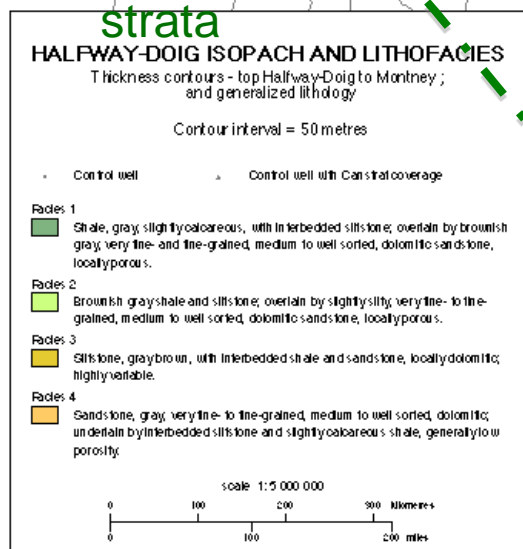 strata
HALFWAY-DOIG ISOPACH AND LITHOFACIES
Thickness contours - top Halfway-Doig to Montney ;
and generalized lithology
Contour interval = 50 metres
Control well
Control well with Canstrat coverage
Facies 1
Shale, gray, slightly calcareous, with interbedded siltstone; overlain by brownish
gray, very fine- and fine-grained, medium to well sorted, dolomitic sandstone,
locally porous.
Facies 2
Brownish gray shale and siltstone; overlain by slightly silty, very fine- to fine-
grained, medium to well sorted, dolomitic sandstone, locally porous.
Facies 3
Siltstone, gray brown, with interbedded shale and sandstone, locally dolomitic;
highly variable.
Facies 4
Sandstone, gray, very fine- to fine-grained, medium to well sorted, dolomitic;
underlain by interbedded siltstone and slightly calcareous shale, generally low
porosity.
scale 1:5 000 000
0 100 200 300 kilometres
0 100 200 miles